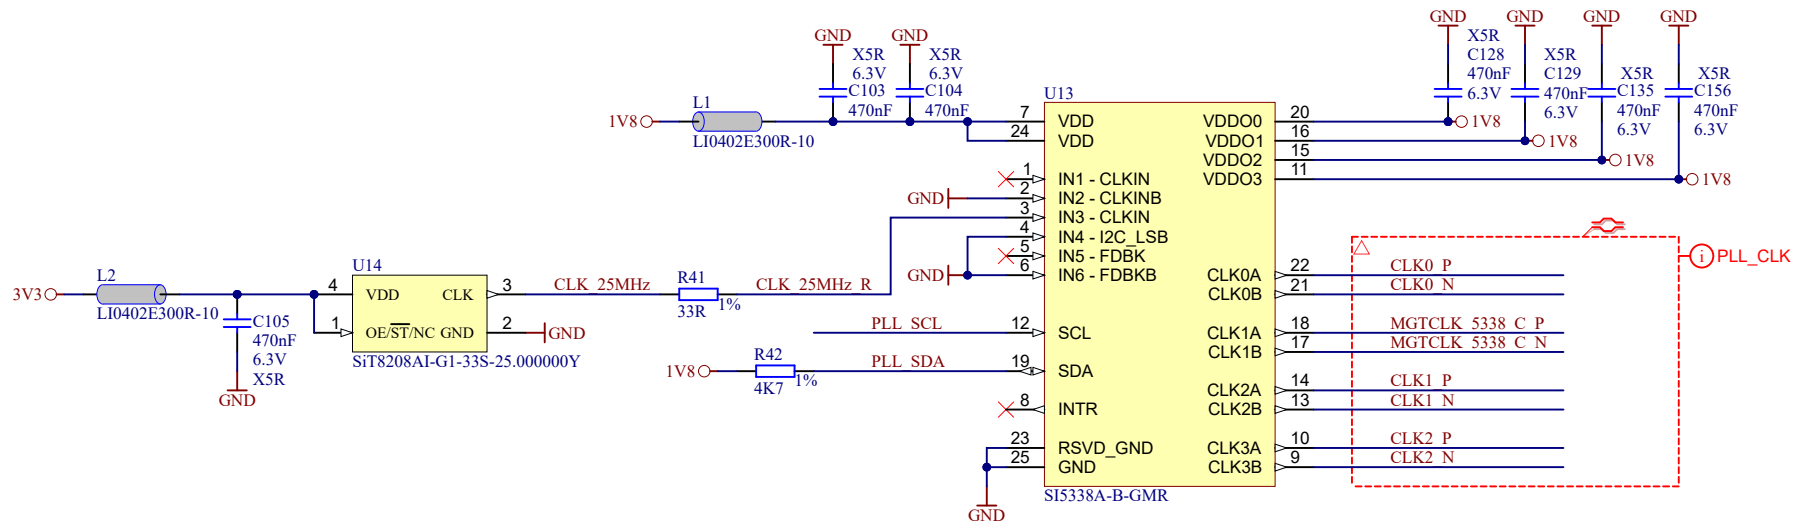 GND
GND
GND
GND
GND
GND
X5R
6.3V
C103
470nF
X5R
6.3V
C104
470nF
X5R
C128
470nF
6.3V
X5R
C129
470nF
6.3V
X5R
C135
470nF
6.3V
X5R
C156
470nF
6.3V
L1
1V8
LI0402E300R-10
U13
7 VDD
24 VDD
1 IN1 - CLKIN
GND 2 IN2 - CLKINB
3 IN3 - CLKIN
4 IN4 - I2C_LSB
5 IN5 - FDBK
GND 6 IN6 - FDBKB
12 SCL
19 SDA
8 INTR
23 RSVD_GND
25 GND
GND
SI5338A-B-GMR
VDDO0 20 1V8
VDDO1 16 1V8
VDDO2 15 1V8
VDDO3 11 1V8
CLK0A 22 CLK0_P
CLK0B 21 CLK0_N
CLK1A 18 MGTCLK_5338_C_P
CLK1B 17 MGTCLK_5338_C_N
CLK2A 14 CLK1_P
CLK2B 13 CLK1_N
CLK3A 10 CLK2_P
CLK3B 9 CLK2_N
i PLL_CLK
L2
3V3
LI0402E300R-10
C105
470nF
6.3V
X5R
GND
U14
4 VDD CLK 3
1 OE/ST/NC GND 2 GND
SiT8208AI-G1-33S-25.000000Y
CLK_25MHz
R41
33R
1%
CLK_25MHz_R
PLL_SCL
1V8
R42
4K7
1%
PLL_SDA